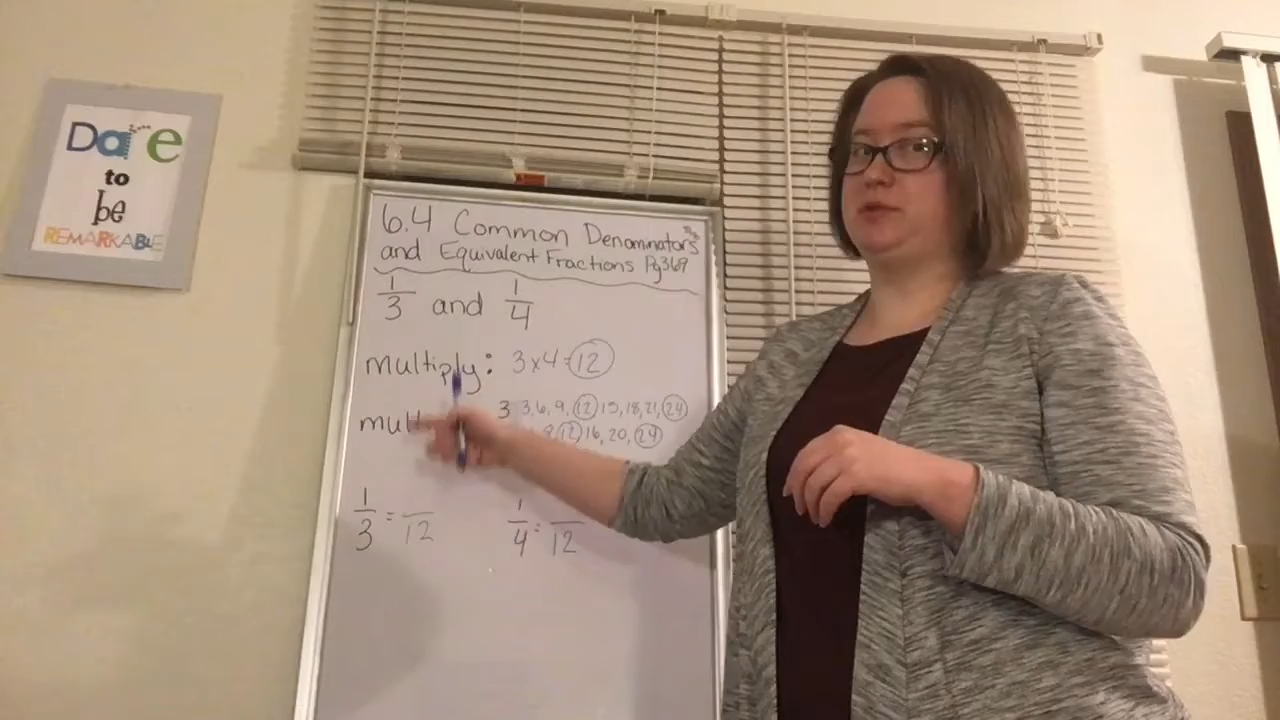 Dare
to
be
REMARKABLE
6.4 Common Denominators
and Equivalent Fractions Pg369
1/3 and 1/4
multiply: 3x4=12
3 3,6,9,12,15,18,21,24
8,12,16,20,24
1/3 = /12 1/4 = /12